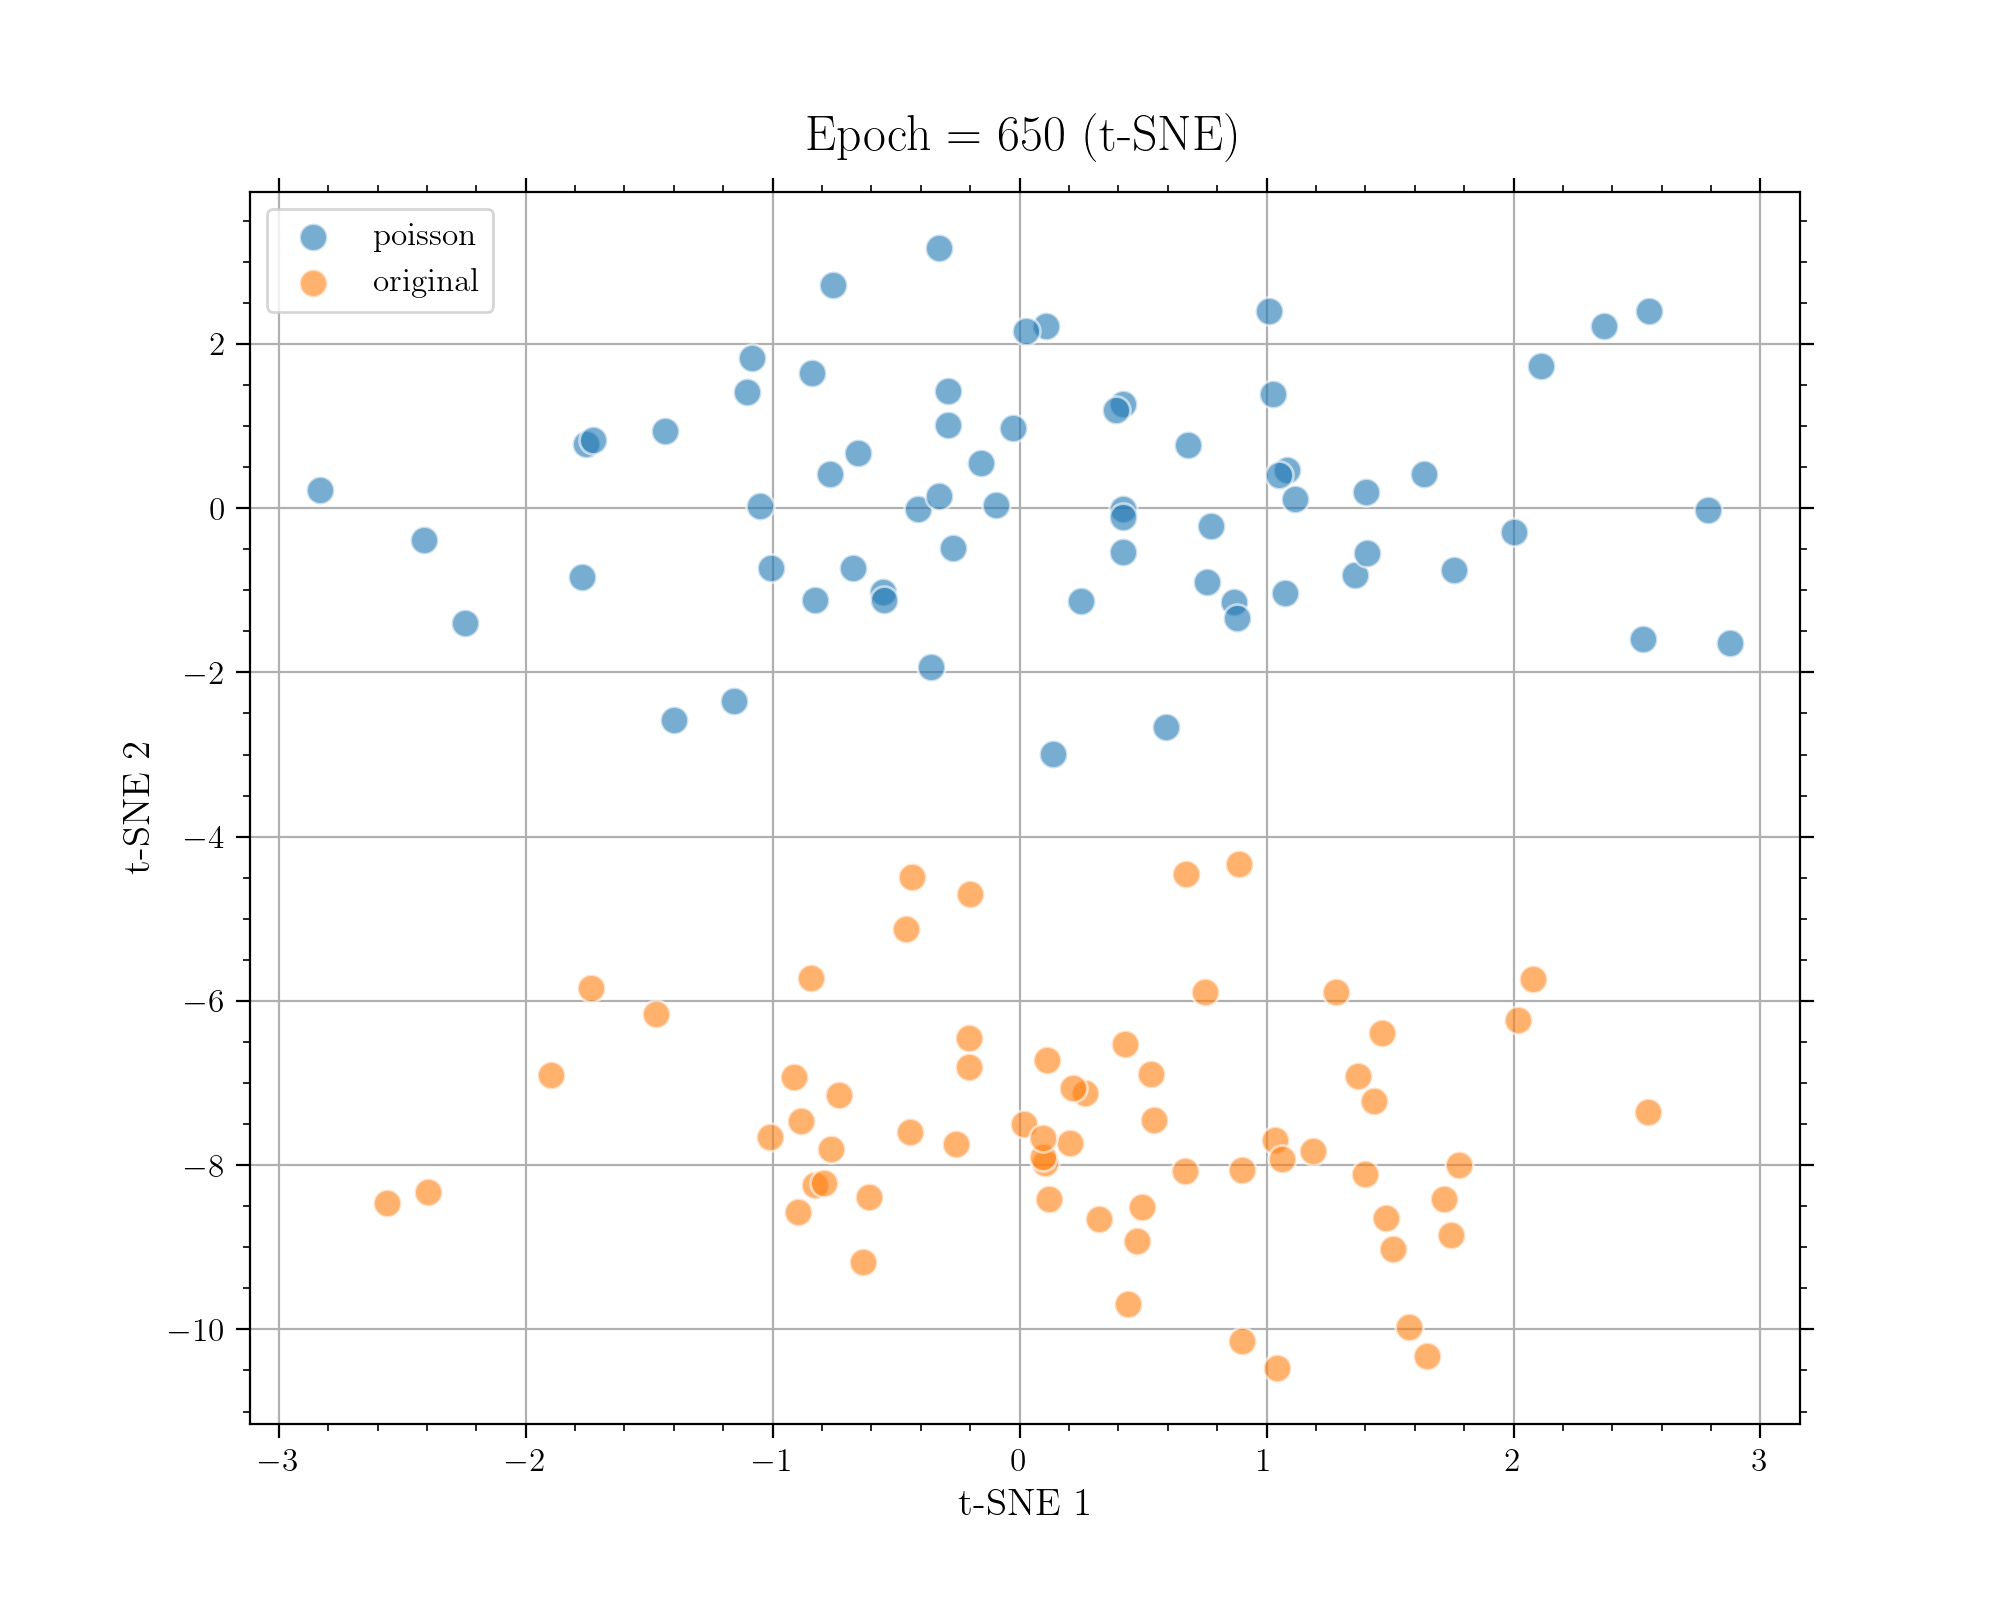 Epoch = 650 (t-SNE)
poisson
original
2
0
−2
−4
−6
−8
−10
t-SNE 2
−3 −2 −1 0 1 2 3
t-SNE 1